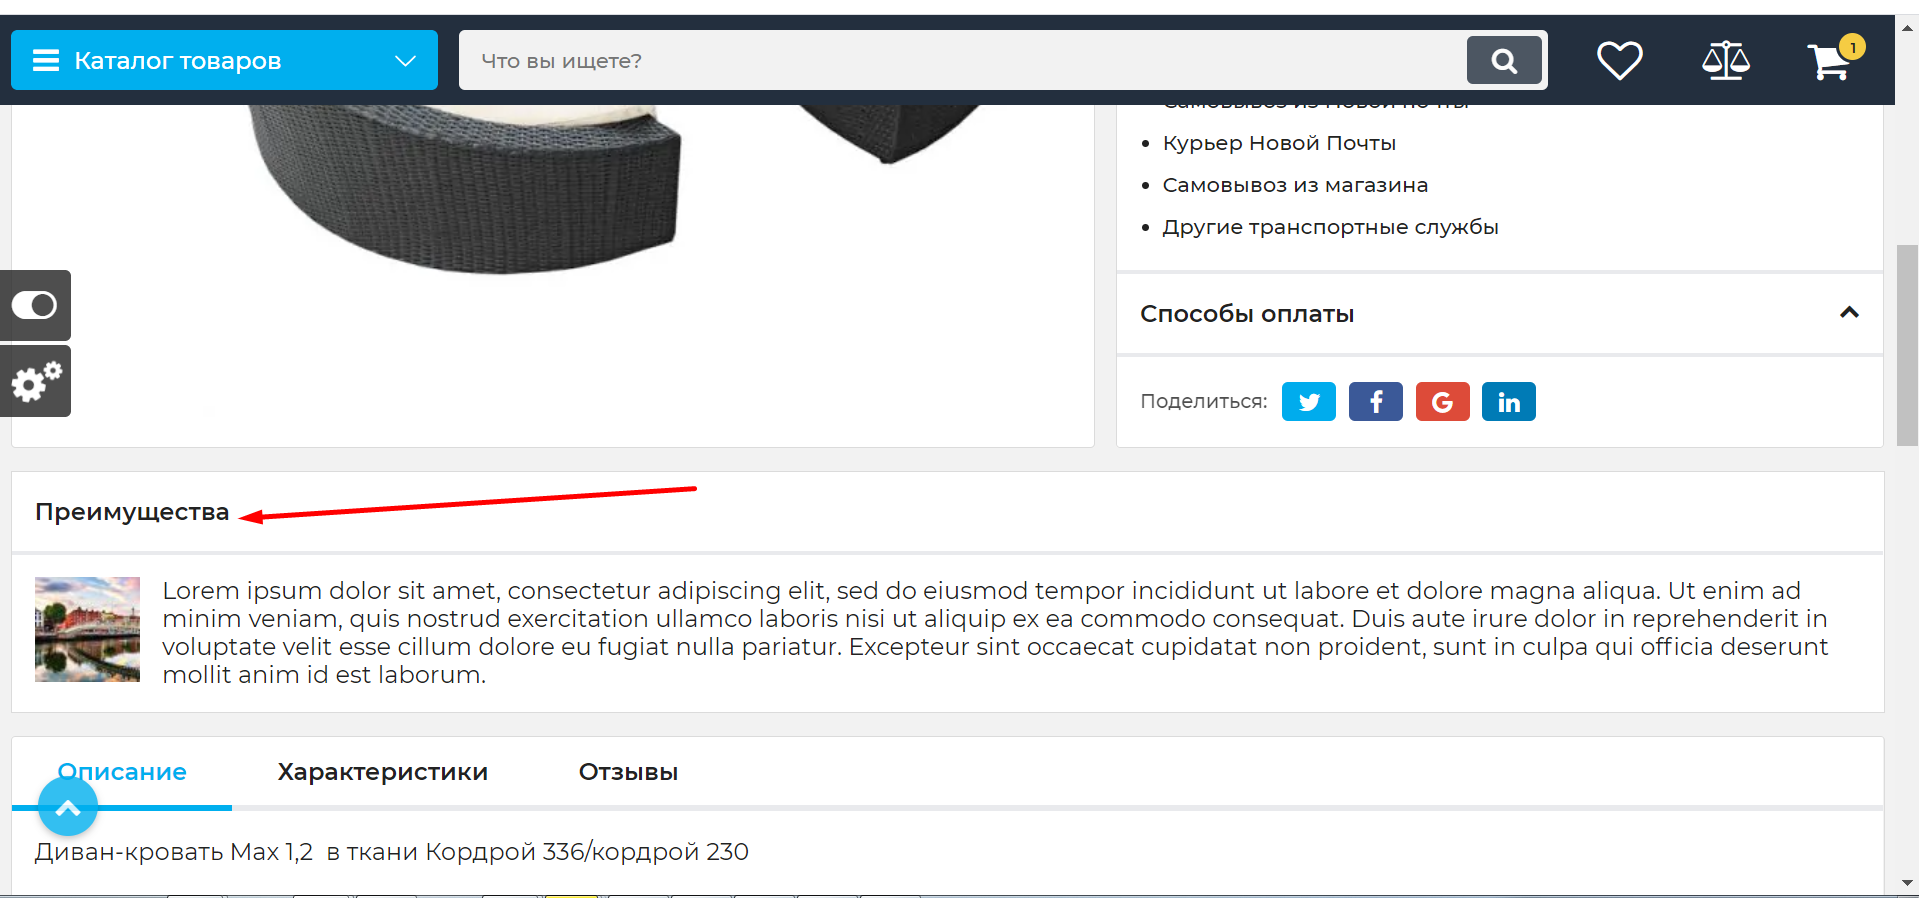 Каталог товаров
Что вы ищете?
1
Самовывоз из Новой почты
Курьер Новой Почты
Самовывоз из магазина
Другие транспортные службы
Способы оплаты
Поделиться:
Преимущества
Lorem ipsum dolor sit amet, consectetur adipiscing elit, sed do eiusmod tempor incididunt ut labore et dolore magna aliqua. Ut enim ad
minim veniam, quis nostrud exercitation ullamco laboris nisi ut aliquip ex ea commodo consequat. Duis aute irure dolor in reprehenderit in
voluptate velit esse cillum dolore eu fugiat nulla pariatur. Excepteur sint occaecat cupidatat non proident, sunt in culpa qui officia deserunt
mollit anim id est laborum.
Описание Характеристики Отзывы
Диван-кровать Max 1,2 в ткани Кордрой 336/кордрой 230